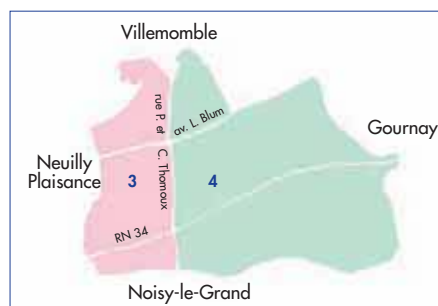 Villemomble
rue P. et
av. L. Blum
Gournay
Neuilly
Plaisance
3
C. Thomoux
4
RN 34
Noisy-le-Grand